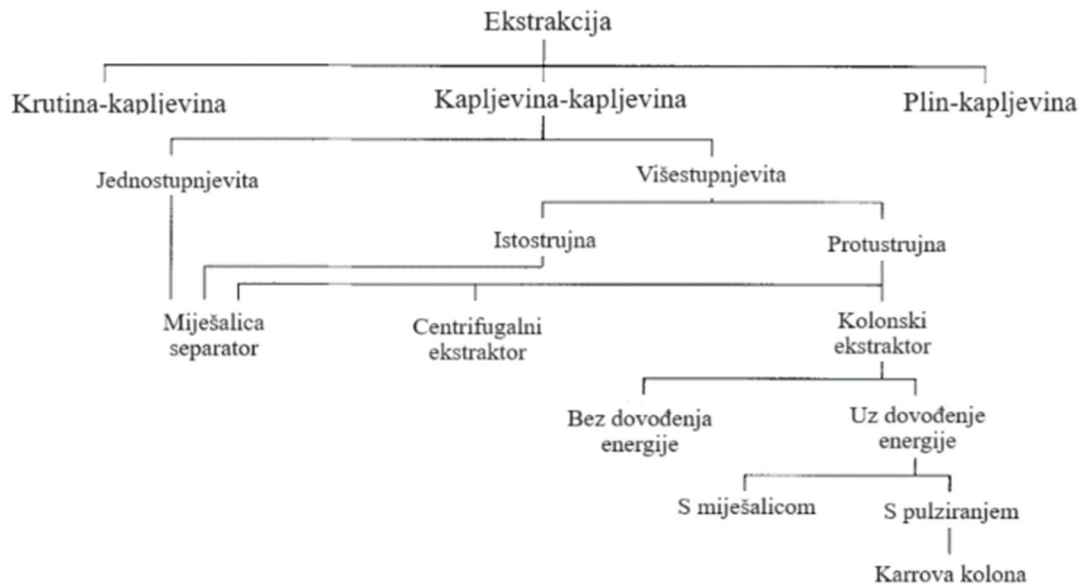 Ekstrakcija
Krutina-kapljevina
Kapljevina-kapljevina
Plin-kapljevina
Jednostupnjevita
Višestupnjevita
Istostrujna
Protustrujna
Miješalica
separator
Centrifugalni
ekstraktor
Kolonski
ekstraktor
Bez dovođenja
energije
Uz dovođenje
energije
S miješalicom
S pulziranjem
Karrova kolona